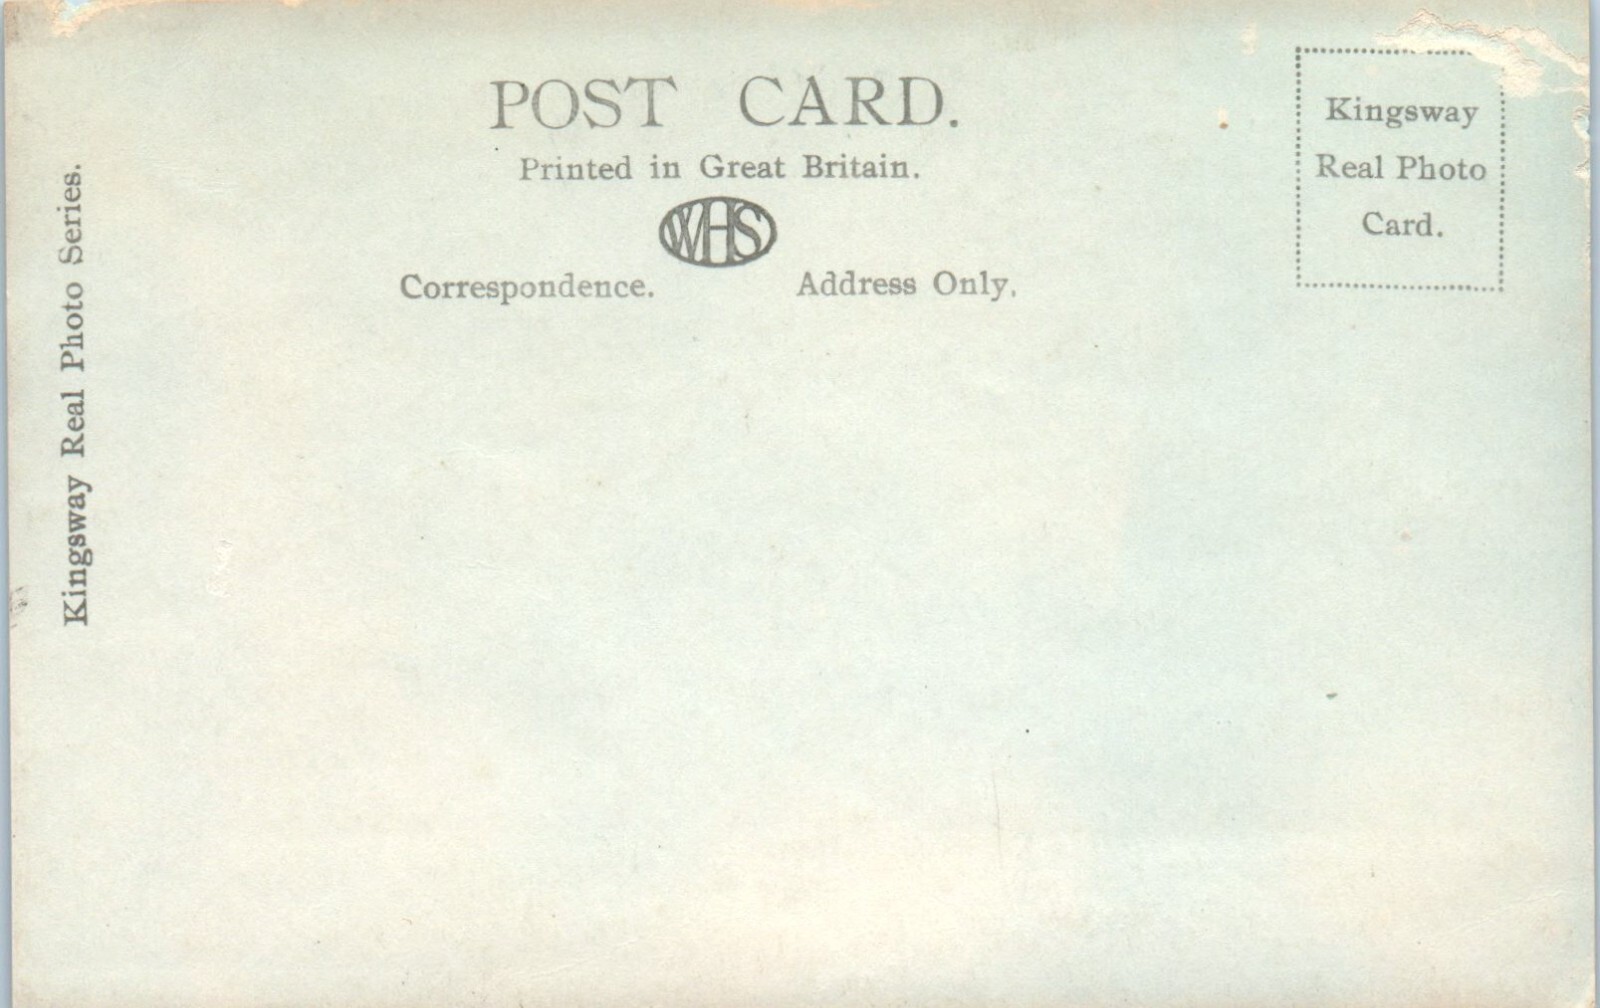 POST CARD.
Printed in Great Britain.
WHS
Correspondence.
Address Only.
Kingsway
Real Photo
Card.
Kingsway Real Photo Series.